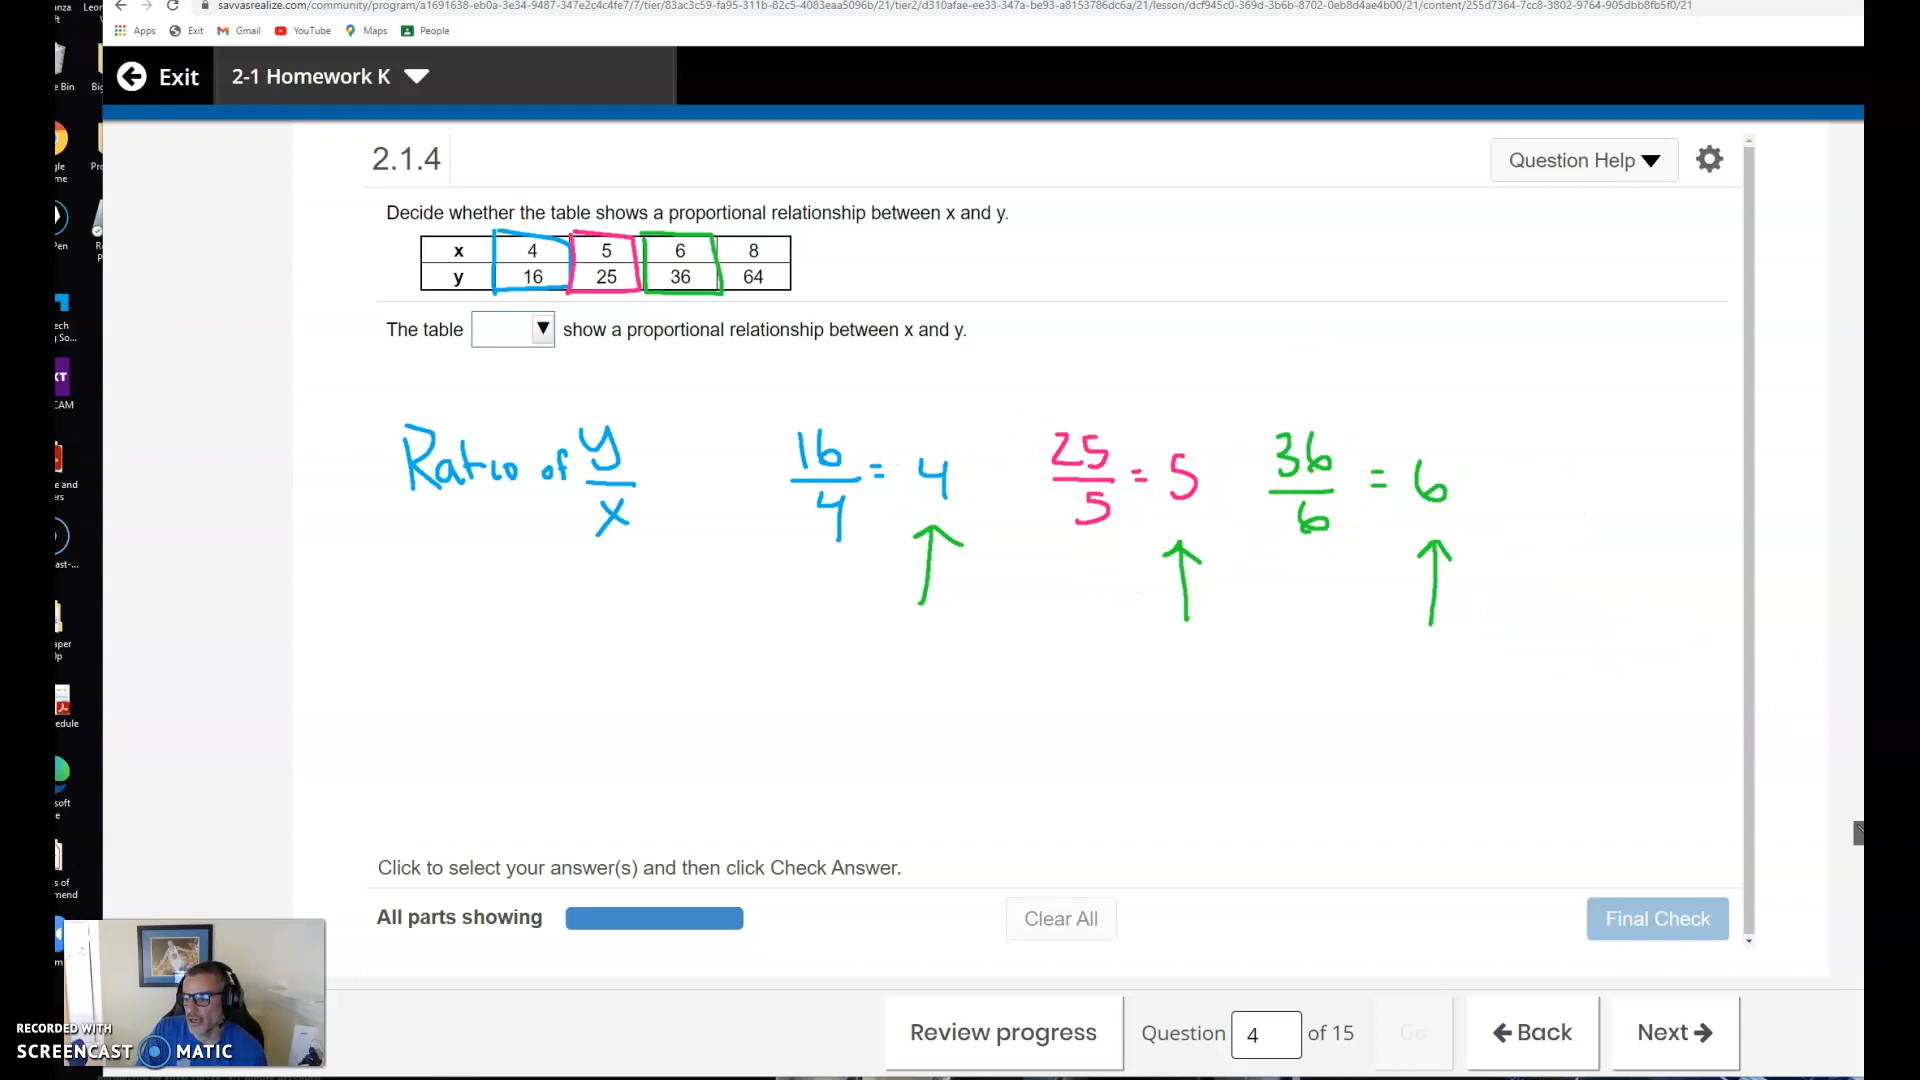 savvasrealize.com/community/program/a1691638-eb0a-3e34-9487-347e2c4c4fe7/7/tier/83ac3c59-fa95-311b-82c5-4083eaa5096b/21/tier2/d310afae-ee33-347a-be93-a8153786dc6a/21/lesson/dcf945c0-369d-3b6b-8702-0eb8d4ae4b00/21/content/255d7364-7cc8-3802-9764-905dbb8fb5f0/21
Apps Exit Gmail YouTube Maps People
Exit 2-1 Homework K
2.1.4 Question Help
Decide whether the table shows a proportional relationship between x and y.
x 4 5 6 8
y 16 25 36 64
The table show a proportional relationship between x and y.
Ratio of y/x 16/4 = 4 25/5 = 5 36/6 = 6
Click to select your answer(s) and then click Check Answer.
All parts showing Clear All Final Check
Review progress Question 4 of 15 Go Back Next
RECORDED WITH
SCREENCAST MATIC